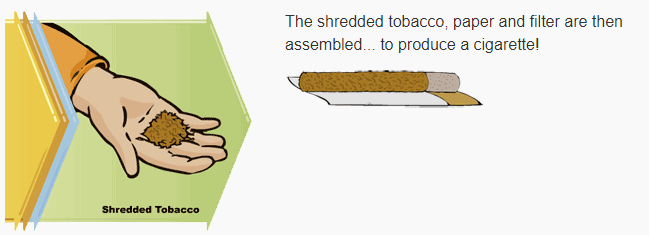 The shredded tobacco, paper and filter are then
assembled... to produce a cigarette!
Shredded Tobacco